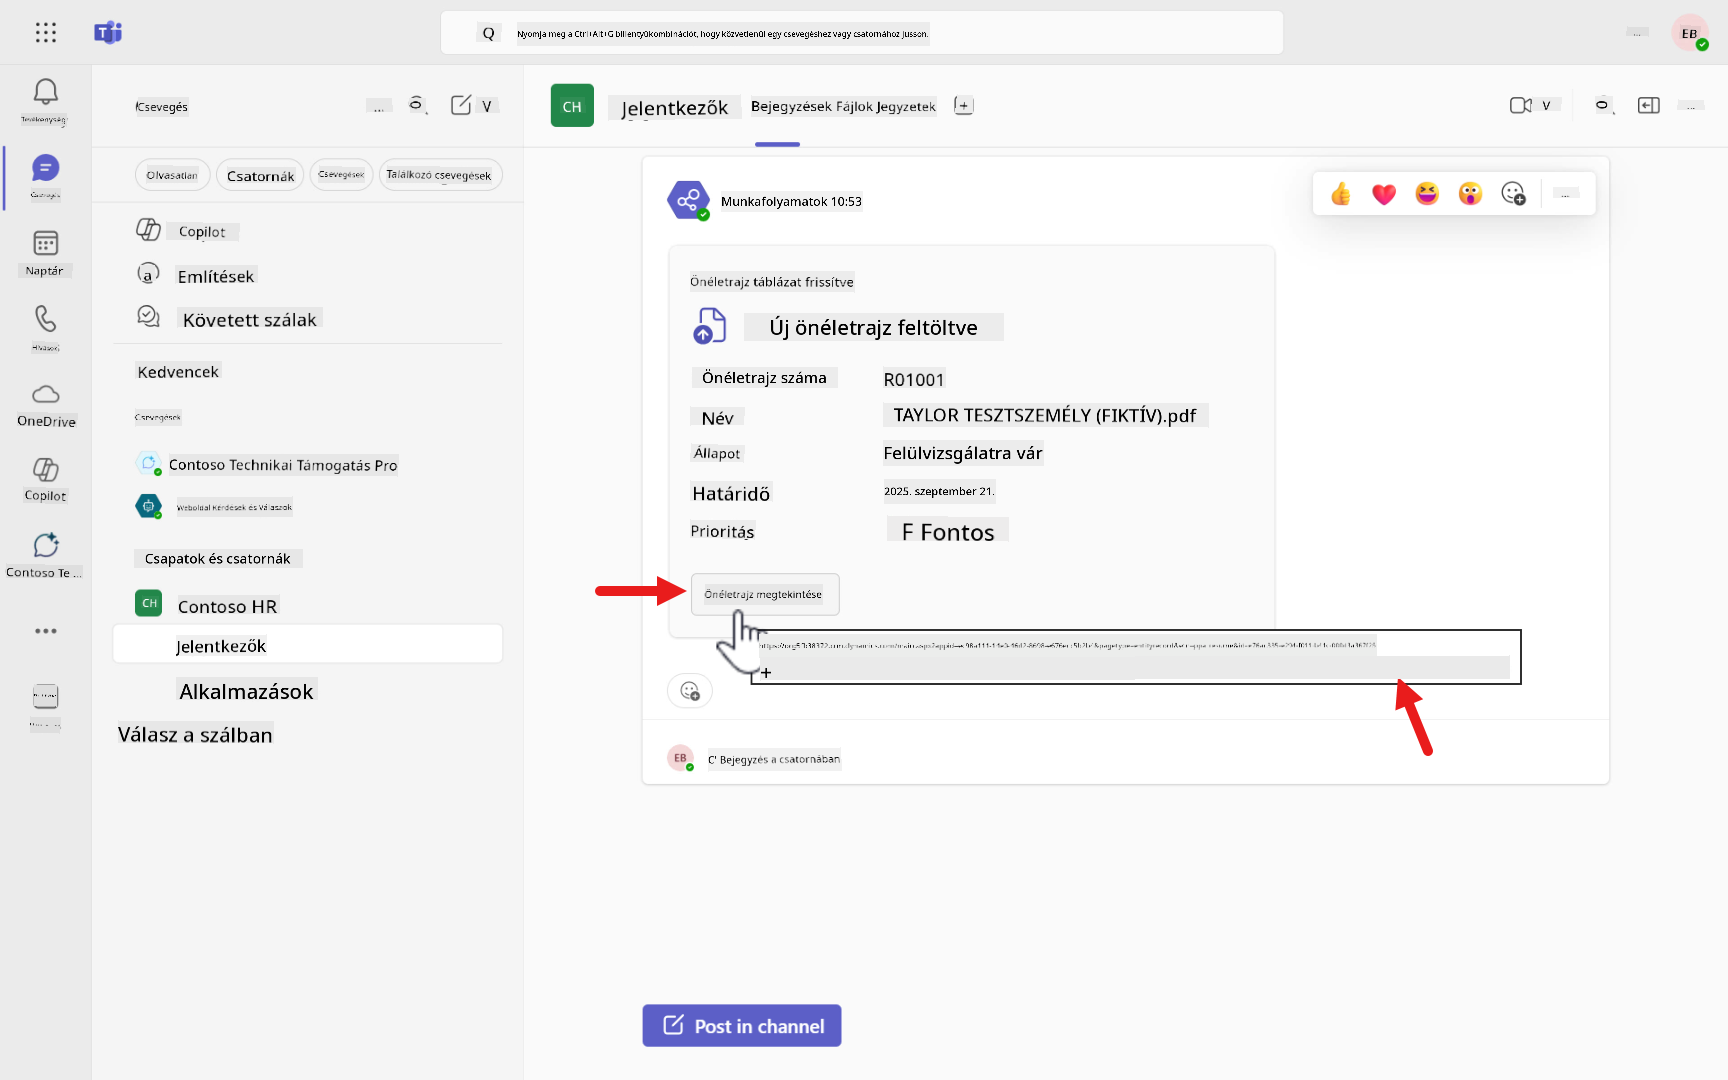 Q Nyomja meg a Ctrl+Alt+G billentyűkombinációt, hogy közvetlenül egy csevegéshez vagy csatornához jusson.
...
EB
Tevékenység
Csevegés
Naptár
Hívások
OneDrive
Copilot
Contoso Te ...
Csevegés
...
V
Olvasatlan
Csatornák
Csevegések
Találkozó csevegések
Copilot
Említések
Követett szálak
Kedvencek
Csevegések
Contoso Technikai Támogatás Pro
Weboldal Kérdések és Válaszok
Csapatok és csatornák
CH Contoso HR
Jelentkezők
Alkalmazások
Válasz a szálban
CH Jelentkezők Bejegyzések Fájlok Jegyzetek
V
...
Munkafolyamatok 10:53
...
Önéletrajz táblázat frissítve
Új önéletrajz feltöltve
Önéletrajz száma R01001
Név TAYLOR TESZTSZEMÉLY (FIKTÍV).pdf
Állapot Felülvizsgálatra vár
Határidő 2025. szeptember 21.
Prioritás F Fontos
Önéletrajz megtekintése
+
EB C' Bejegyzés a csatornában
Post in channel